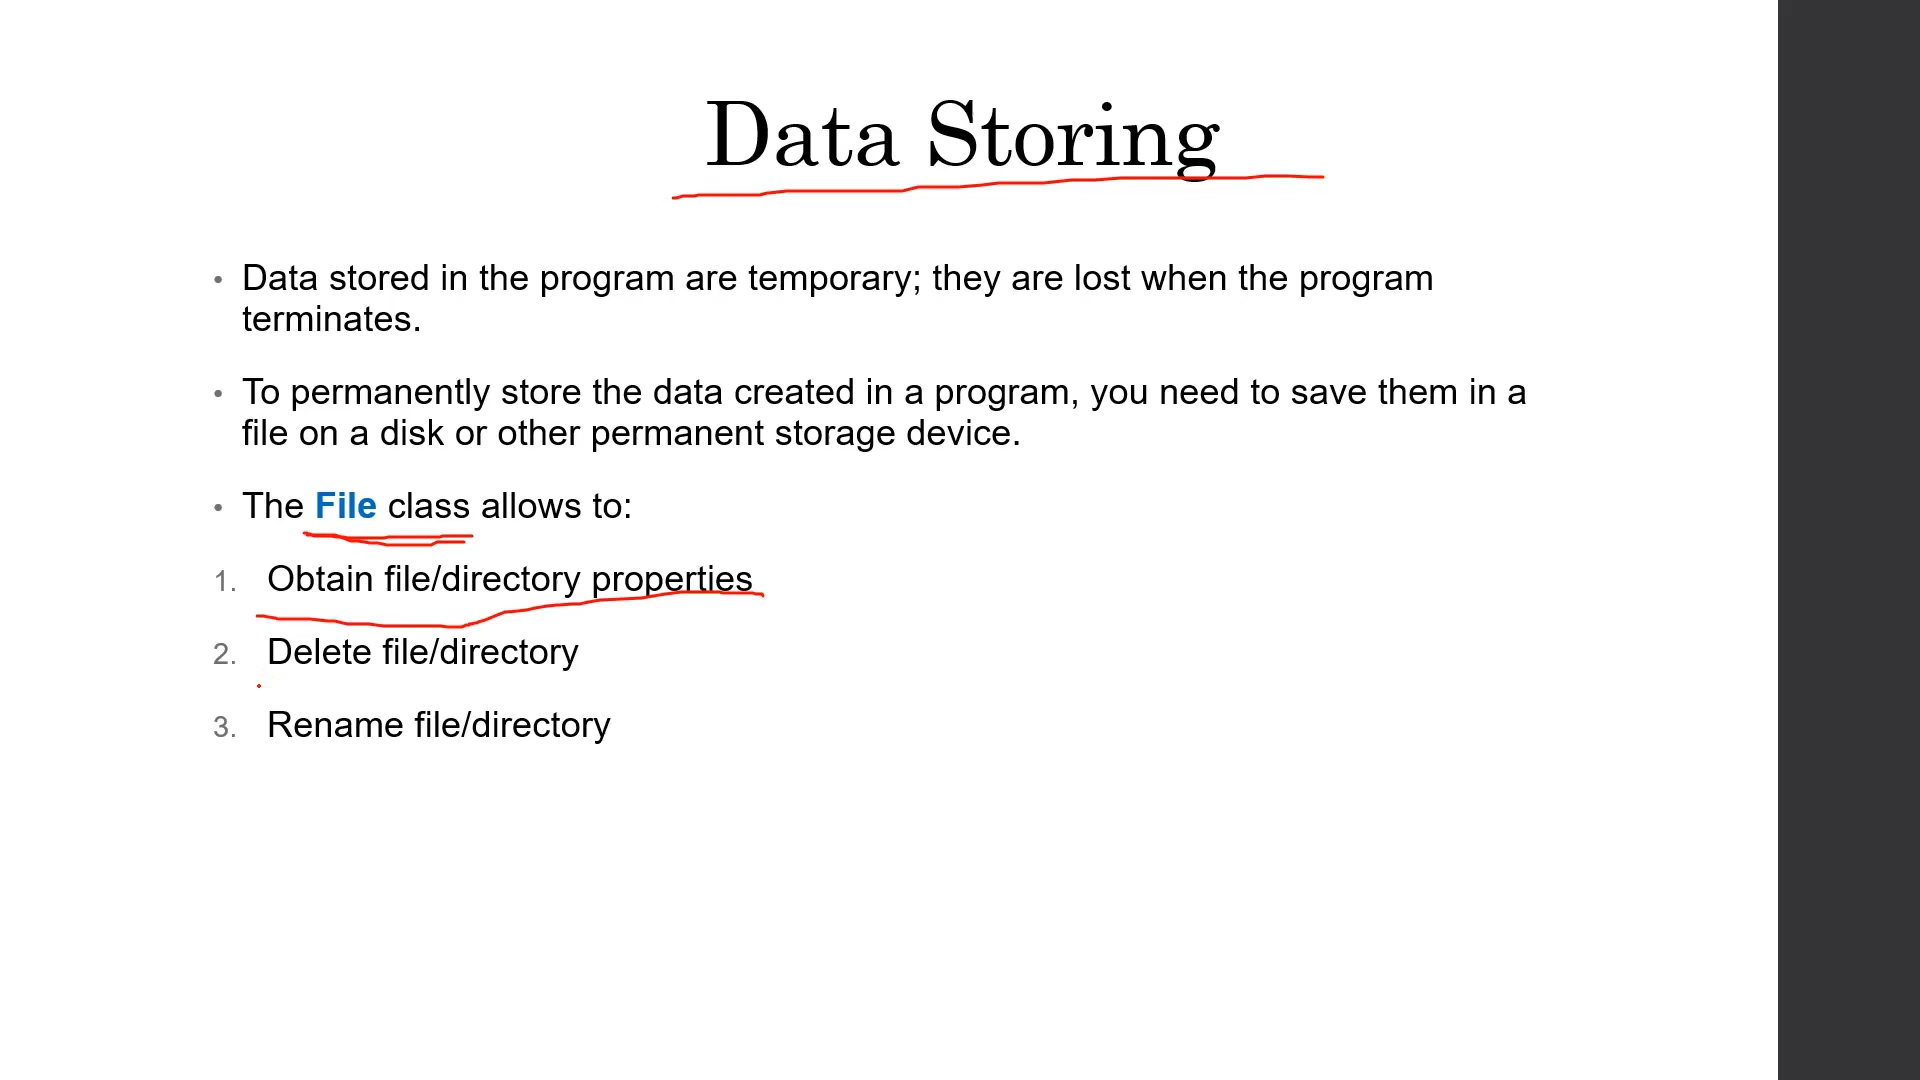 Data Storing
• Data stored in the program are temporary; they are lost when the program
terminates.
• To permanently store the data created in a program, you need to save them in a
file on a disk or other permanent storage device.
• The File class allows to:
1. Obtain file/directory properties
2. Delete file/directory
3. Rename file/directory